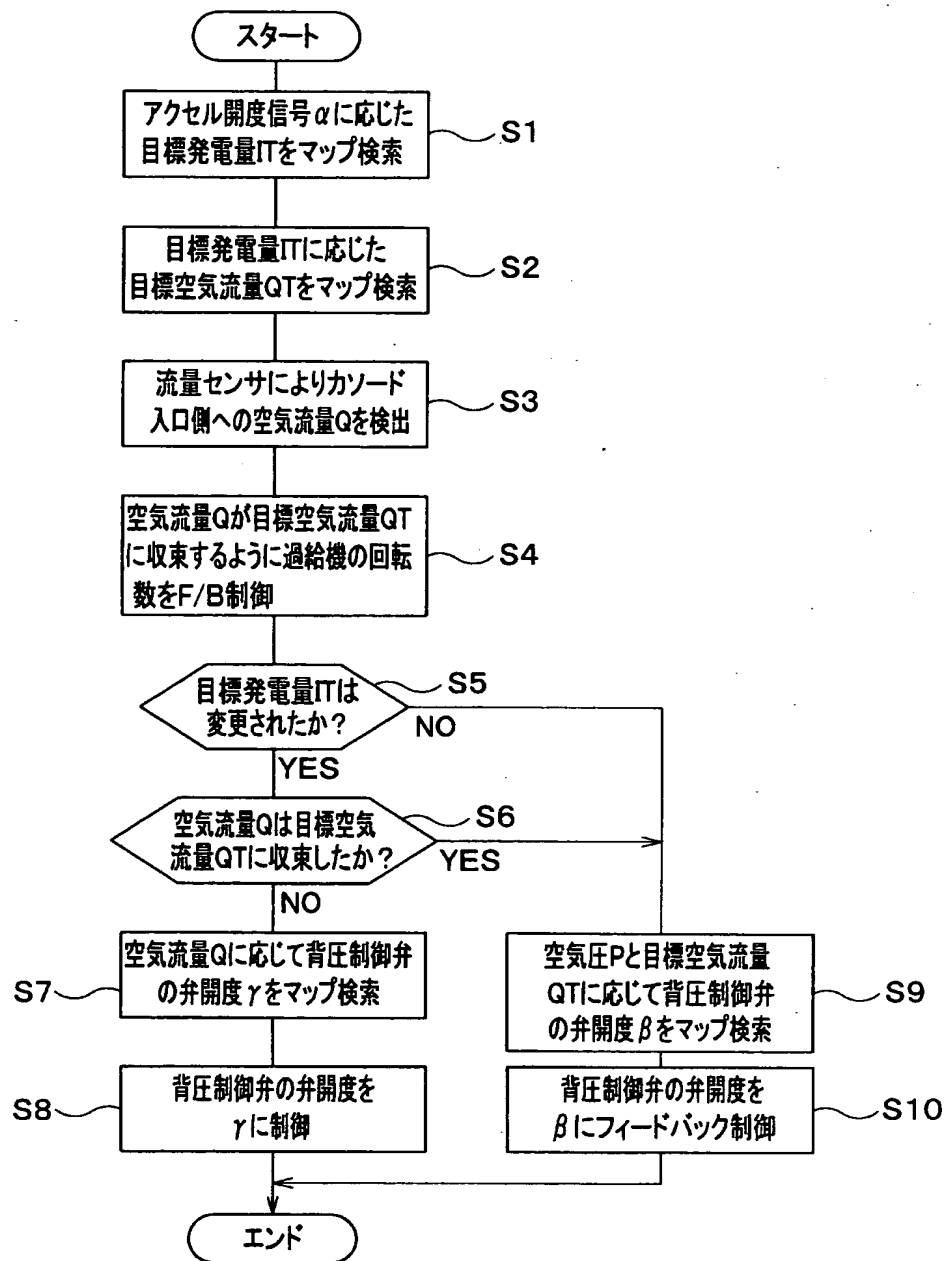 スタート
アクセル開度信号αに応じた
目標発電量ITをマップ検索
S1
目標発電量ITに応じた
目標空気流量QTをマップ検索
S2
流量センサによりカソード
入口側への空気流量Qを検出
S3
空気流量Qが目標空気流量QT
に収束するように過給機の回転
数をF/B制御
S4
目標発電量ITは
変更されたか?
S5
NO
YES
空気流量Qは目標空気
流量QTに収束したか?
S6
YES
NO
空気流量Qに応じて背圧制御弁
の弁開度γをマップ検索
S7
背圧制御弁の弁開度を
γに制御
S8
空気圧Pと目標空気流量
QTに応じて背圧制御弁
の弁開度βをマップ検索
S9
背圧制御弁の弁開度を
βにフィードバック制御
S10
エンド